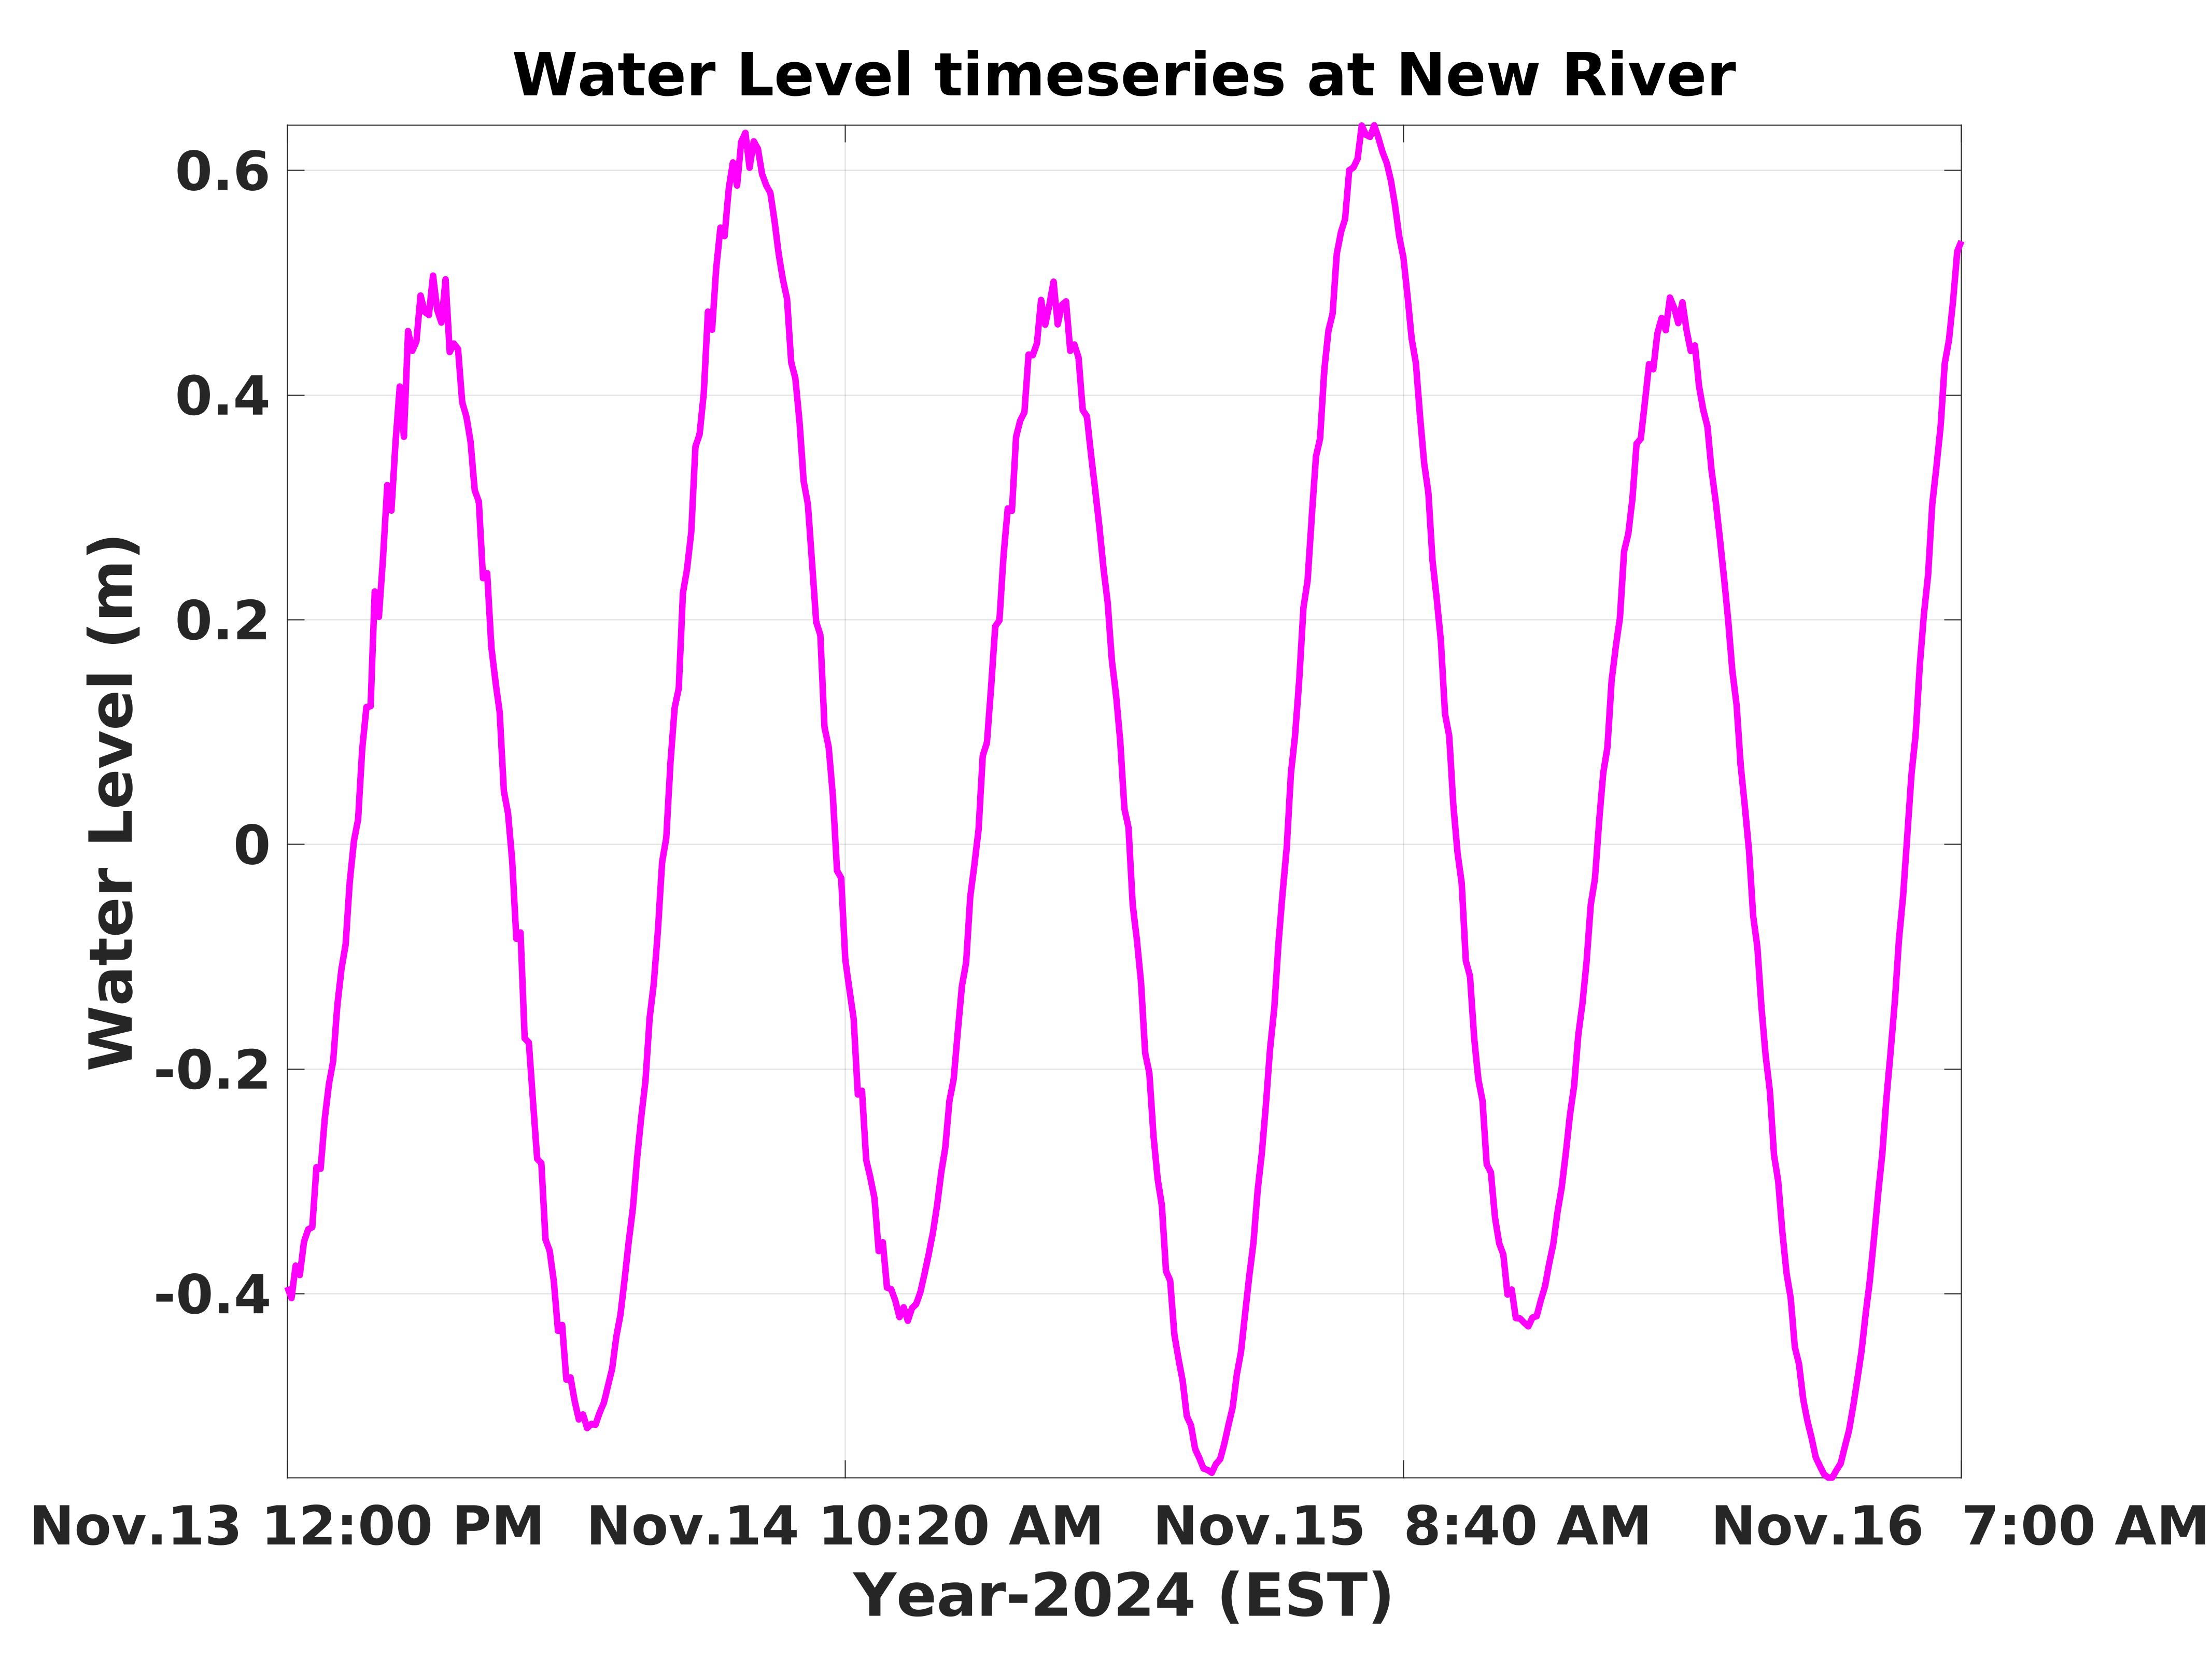 Water Level timeseries at New River
Water Level (m)
0.6
0.4
0.2
0
-0.2
-0.4
Nov.13 12:00 PM Nov.14 10:20 AM Nov.15 8:40 AM Nov.16 7:00 AM
Year-2024 (EST)